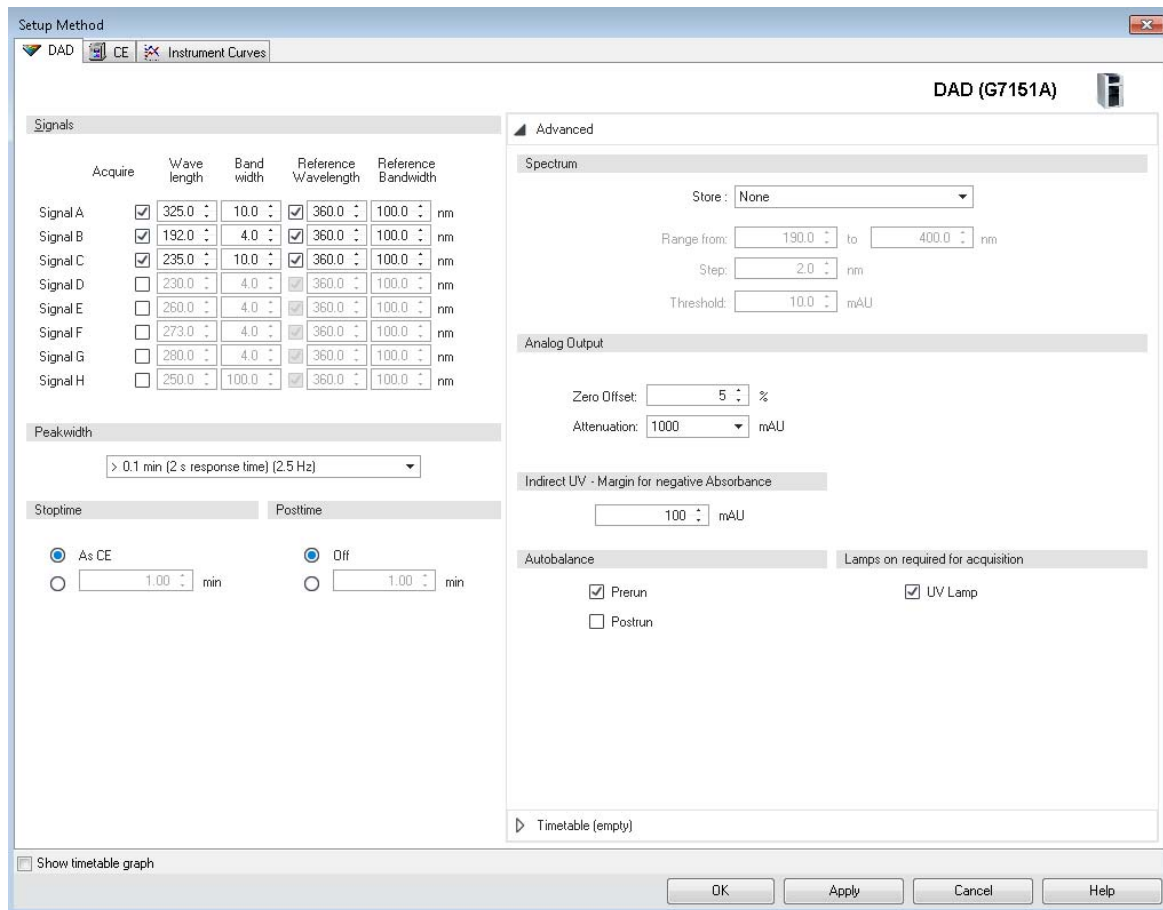 Setup Method
DAD CE Instrument Curves
DAD (G7151A)
Signals
Acquire Wave length Band width Reference Wavelength Reference Bandwidth
Signal A 325.0 10.0 360.0 100.0 nm
Signal B 192.0 4.0 360.0 100.0 nm
Signal C 235.0 10.0 360.0 100.0 nm
Signal D 230.0 4.0 360.0 100.0 nm
Signal E 260.0 4.0 360.0 100.0 nm
Signal F 273.0 4.0 360.0 100.0 nm
Signal G 280.0 4.0 360.0 100.0 nm
Signal H 250.0 100.0 360.0 100.0 nm
Peakwidth
> 0.1 min (2 s response time) (2.5 Hz)
Stoptime
As CE
1.00 min
Posttime
Off
1.00 min
Advanced
Spectrum
Store : None
Range from: 190.0 to 400.0 nm
Step: 2.0 nm
Threshold: 10.0 mAU
Analog Output
Zero Offset: 5 %
Attenuation: 1000 mAU
Indirect UV - Margin for negative Absorbance
100 mAU
Autobalance
Prerun
Postrun
Lamps on required for acquisition
UV Lamp
Timetable (empty)
Show timetable graph
OK Apply Cancel Help